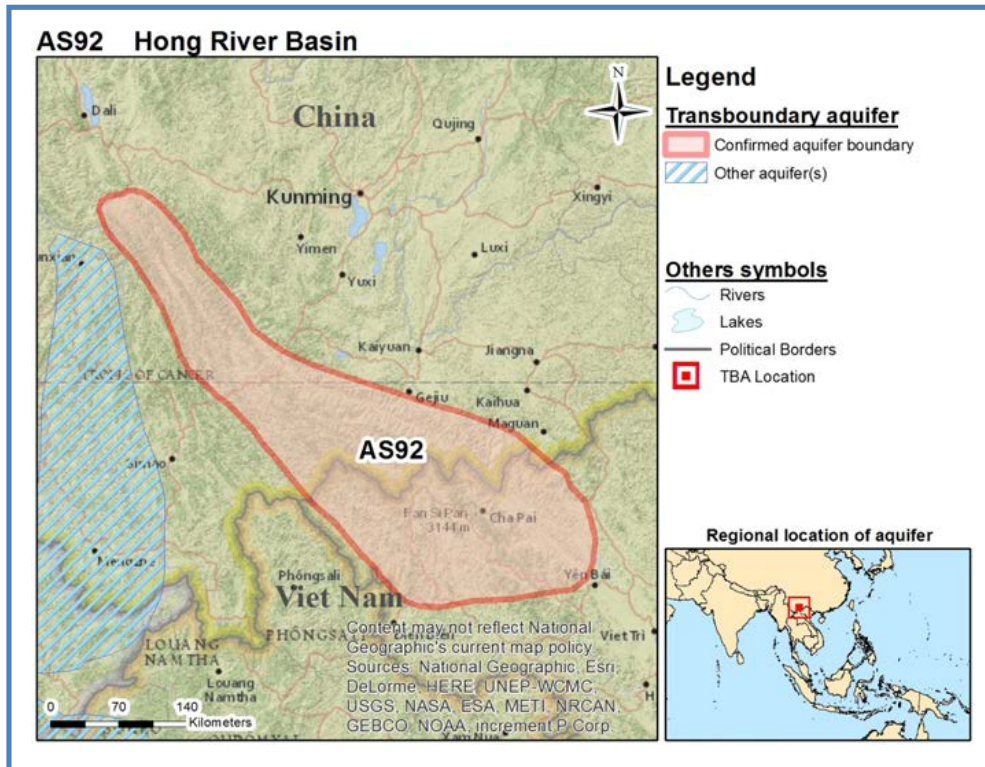 AS92 Hong River Basin
N
China
Dali
Qujing
Kunming
Xingyi
Yimen
Luxi
Yuxi
Kaiyuan
Jiangna
TROPIC OF CANCER
Gejiu
Kaihua
Maguan
AS92
Fan Si Pan
3144 m
Cha Pai
Phôngsali
Yên Bái
Viet Nam
PHÔNGSALI
Viet Tri
LOUANG
NAMTHA
Louang
Namtha
Content may not reflect National
Geographic's current map policy.
Sources: National Geographic, Esri,
DeLorme, HERE, UNEP-WCMC,
USGS, NASA, ESA, METI, NRCAN,
GEBCO, NOAA, increment P Corp.
0 70 140
Kilometers
Legend
Transboundary aquifer
Confirmed aquifer boundary
Other aquifer(s)
Others symbols
Rivers
Lakes
Political Borders
TBA Location
Regional location of aquifer